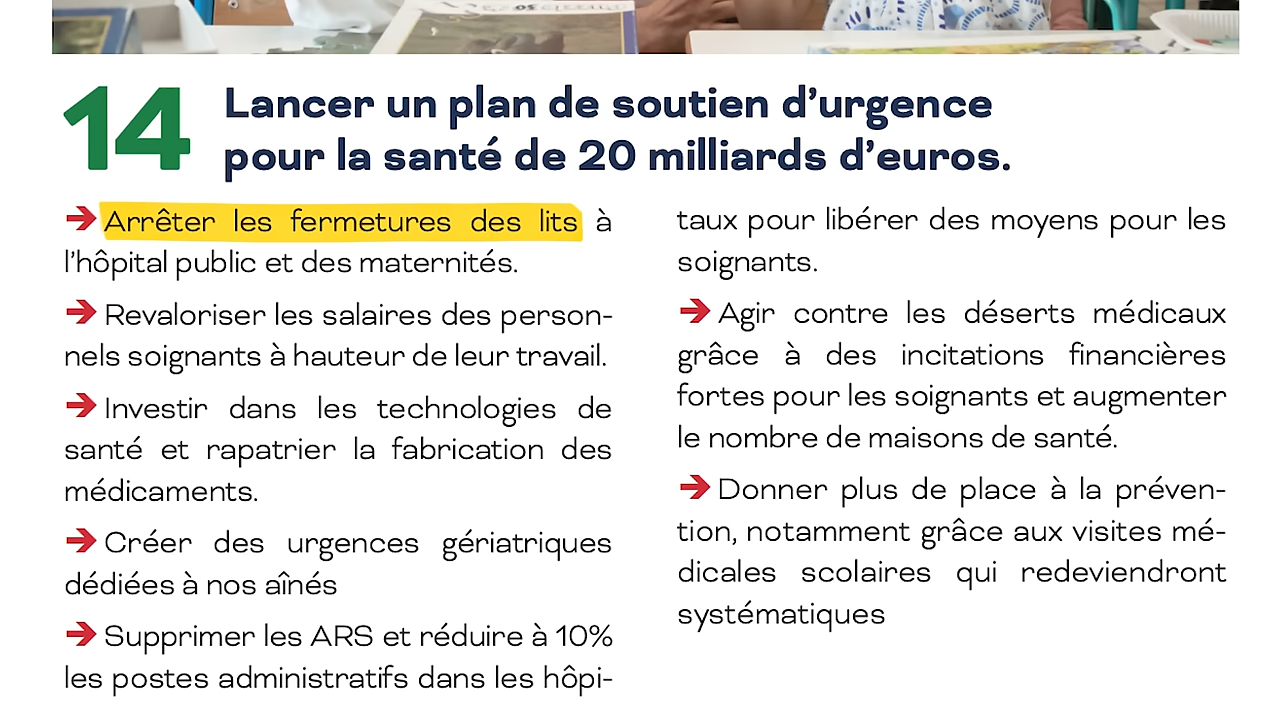 14
Lancer un plan de soutien d’urgence
pour la santé de 20 milliards d’euros.
➔ Arrêter les fermetures des lits à
l’hôpital public et des maternités.
➔ Revaloriser les salaires des person-
nels soignants à hauteur de leur travail.
➔ Investir dans les technologies de
santé et rapatrier la fabrication des
médicaments.
➔ Créer des urgences gériatriques
dédiées à nos aînés
➔ Supprimer les ARS et réduire à 10%
les postes administratifs dans les hôpi-
taux pour libérer des moyens pour les
soignants.
➔ Agir contre les déserts médicaux
grâce à des incitations financières
fortes pour les soignants et augmenter
le nombre de maisons de santé.
➔ Donner plus de place à la préven-
tion, notamment grâce aux visites mé-
dicales scolaires qui redeviendront
systématiques